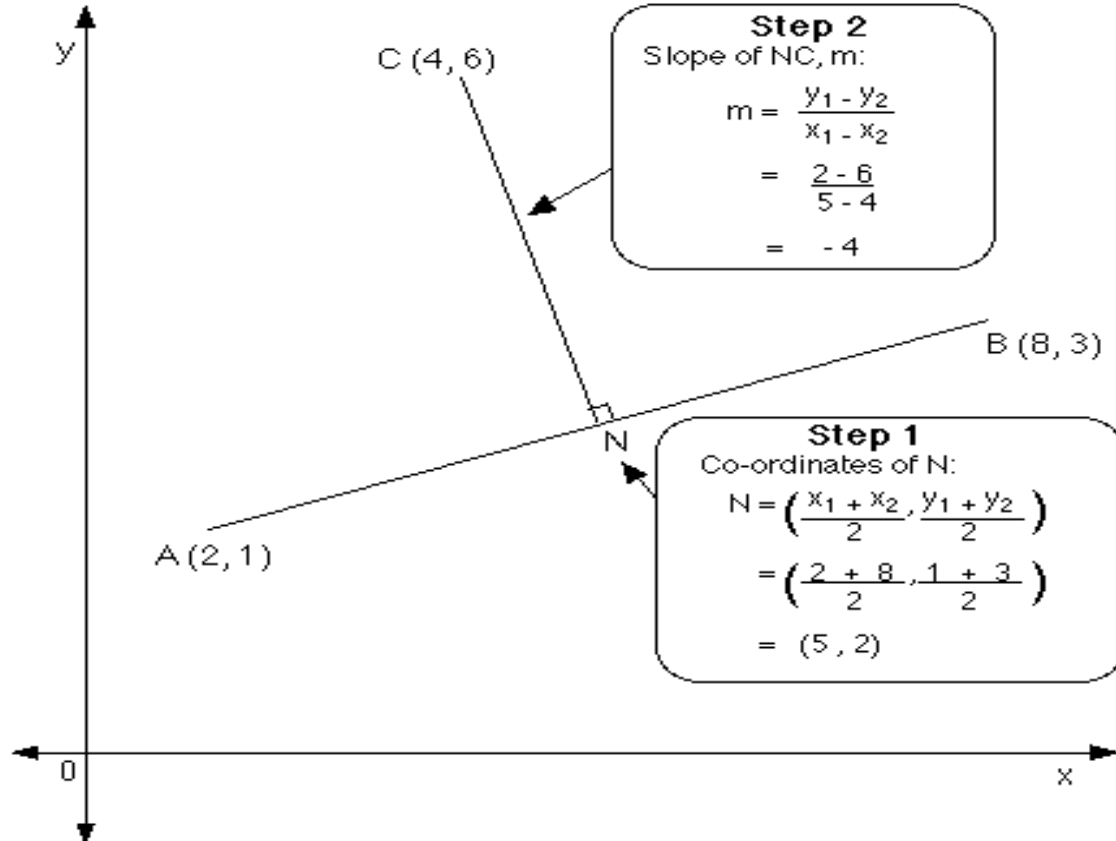 y
C (4, 6)
Step 2
Slope of NC, m:
m = y₁ - y₂ / x₁ - x₂
= 2 - 6 / 5 - 4
= - 4
B (8, 3)
N
A (2, 1)
Step 1
Co-ordinates of N:
N = ( x₁ + x₂ / 2 , y₁ + y₂ / 2 )
= ( 2 + 8 / 2 , 1 + 3 / 2 )
= (5 , 2)
0
x